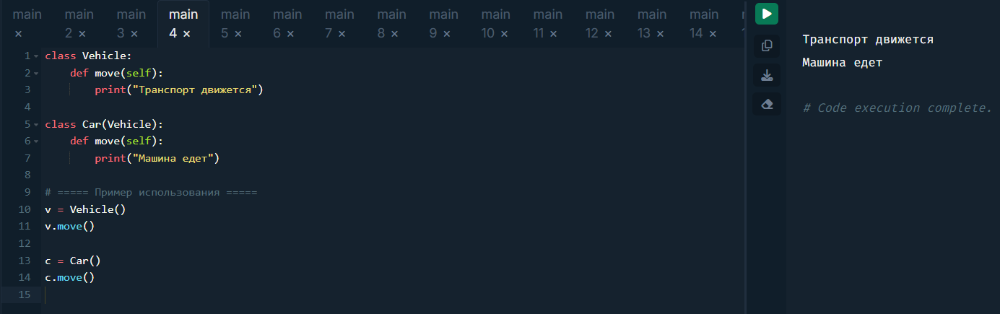 main main main main main main main main main main main main main main
× 2 × 3 × 4 × 5 × 6 × 7 × 8 × 9 × 10 × 11 × 12 × 13 × 14 ×
1 class Vehicle:
2     def move(self):
3         print("Транспорт движется")
4
5 class Car(Vehicle):
6     def move(self):
7         print("Машина едет")
8
9 # ===== Пример использования =====
10 v = Vehicle()
11 v.move()
12
13 c = Car()
14 c.move()
15
Транспорт движется
Машина едет
# Code execution complete.